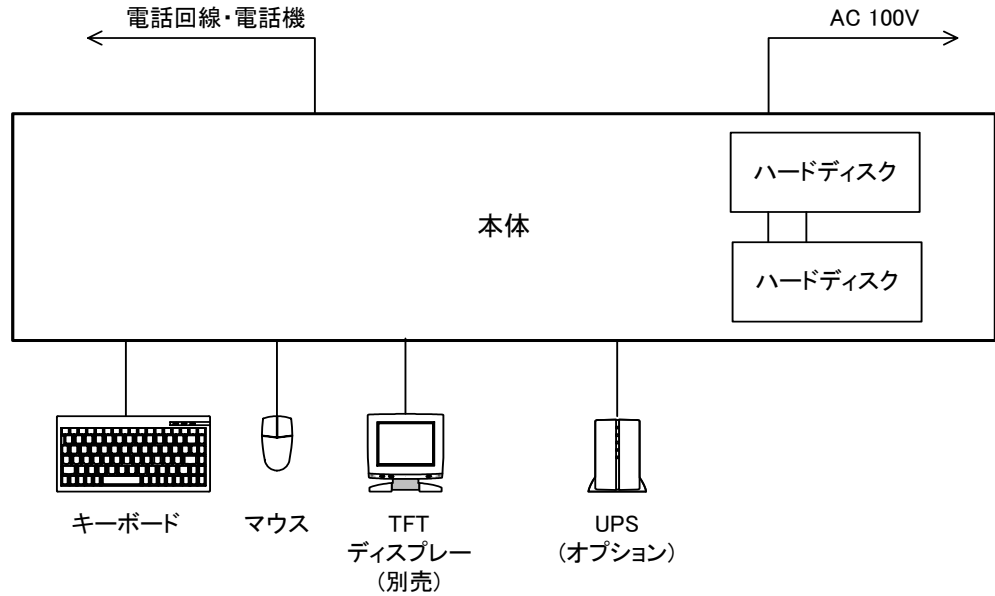 電話回線・電話機
AC 100V
ハードディスク
本体
ハードディスク
キーボード
マウス
TFT
ディスプレー
(別売)
UPS
(オプション)